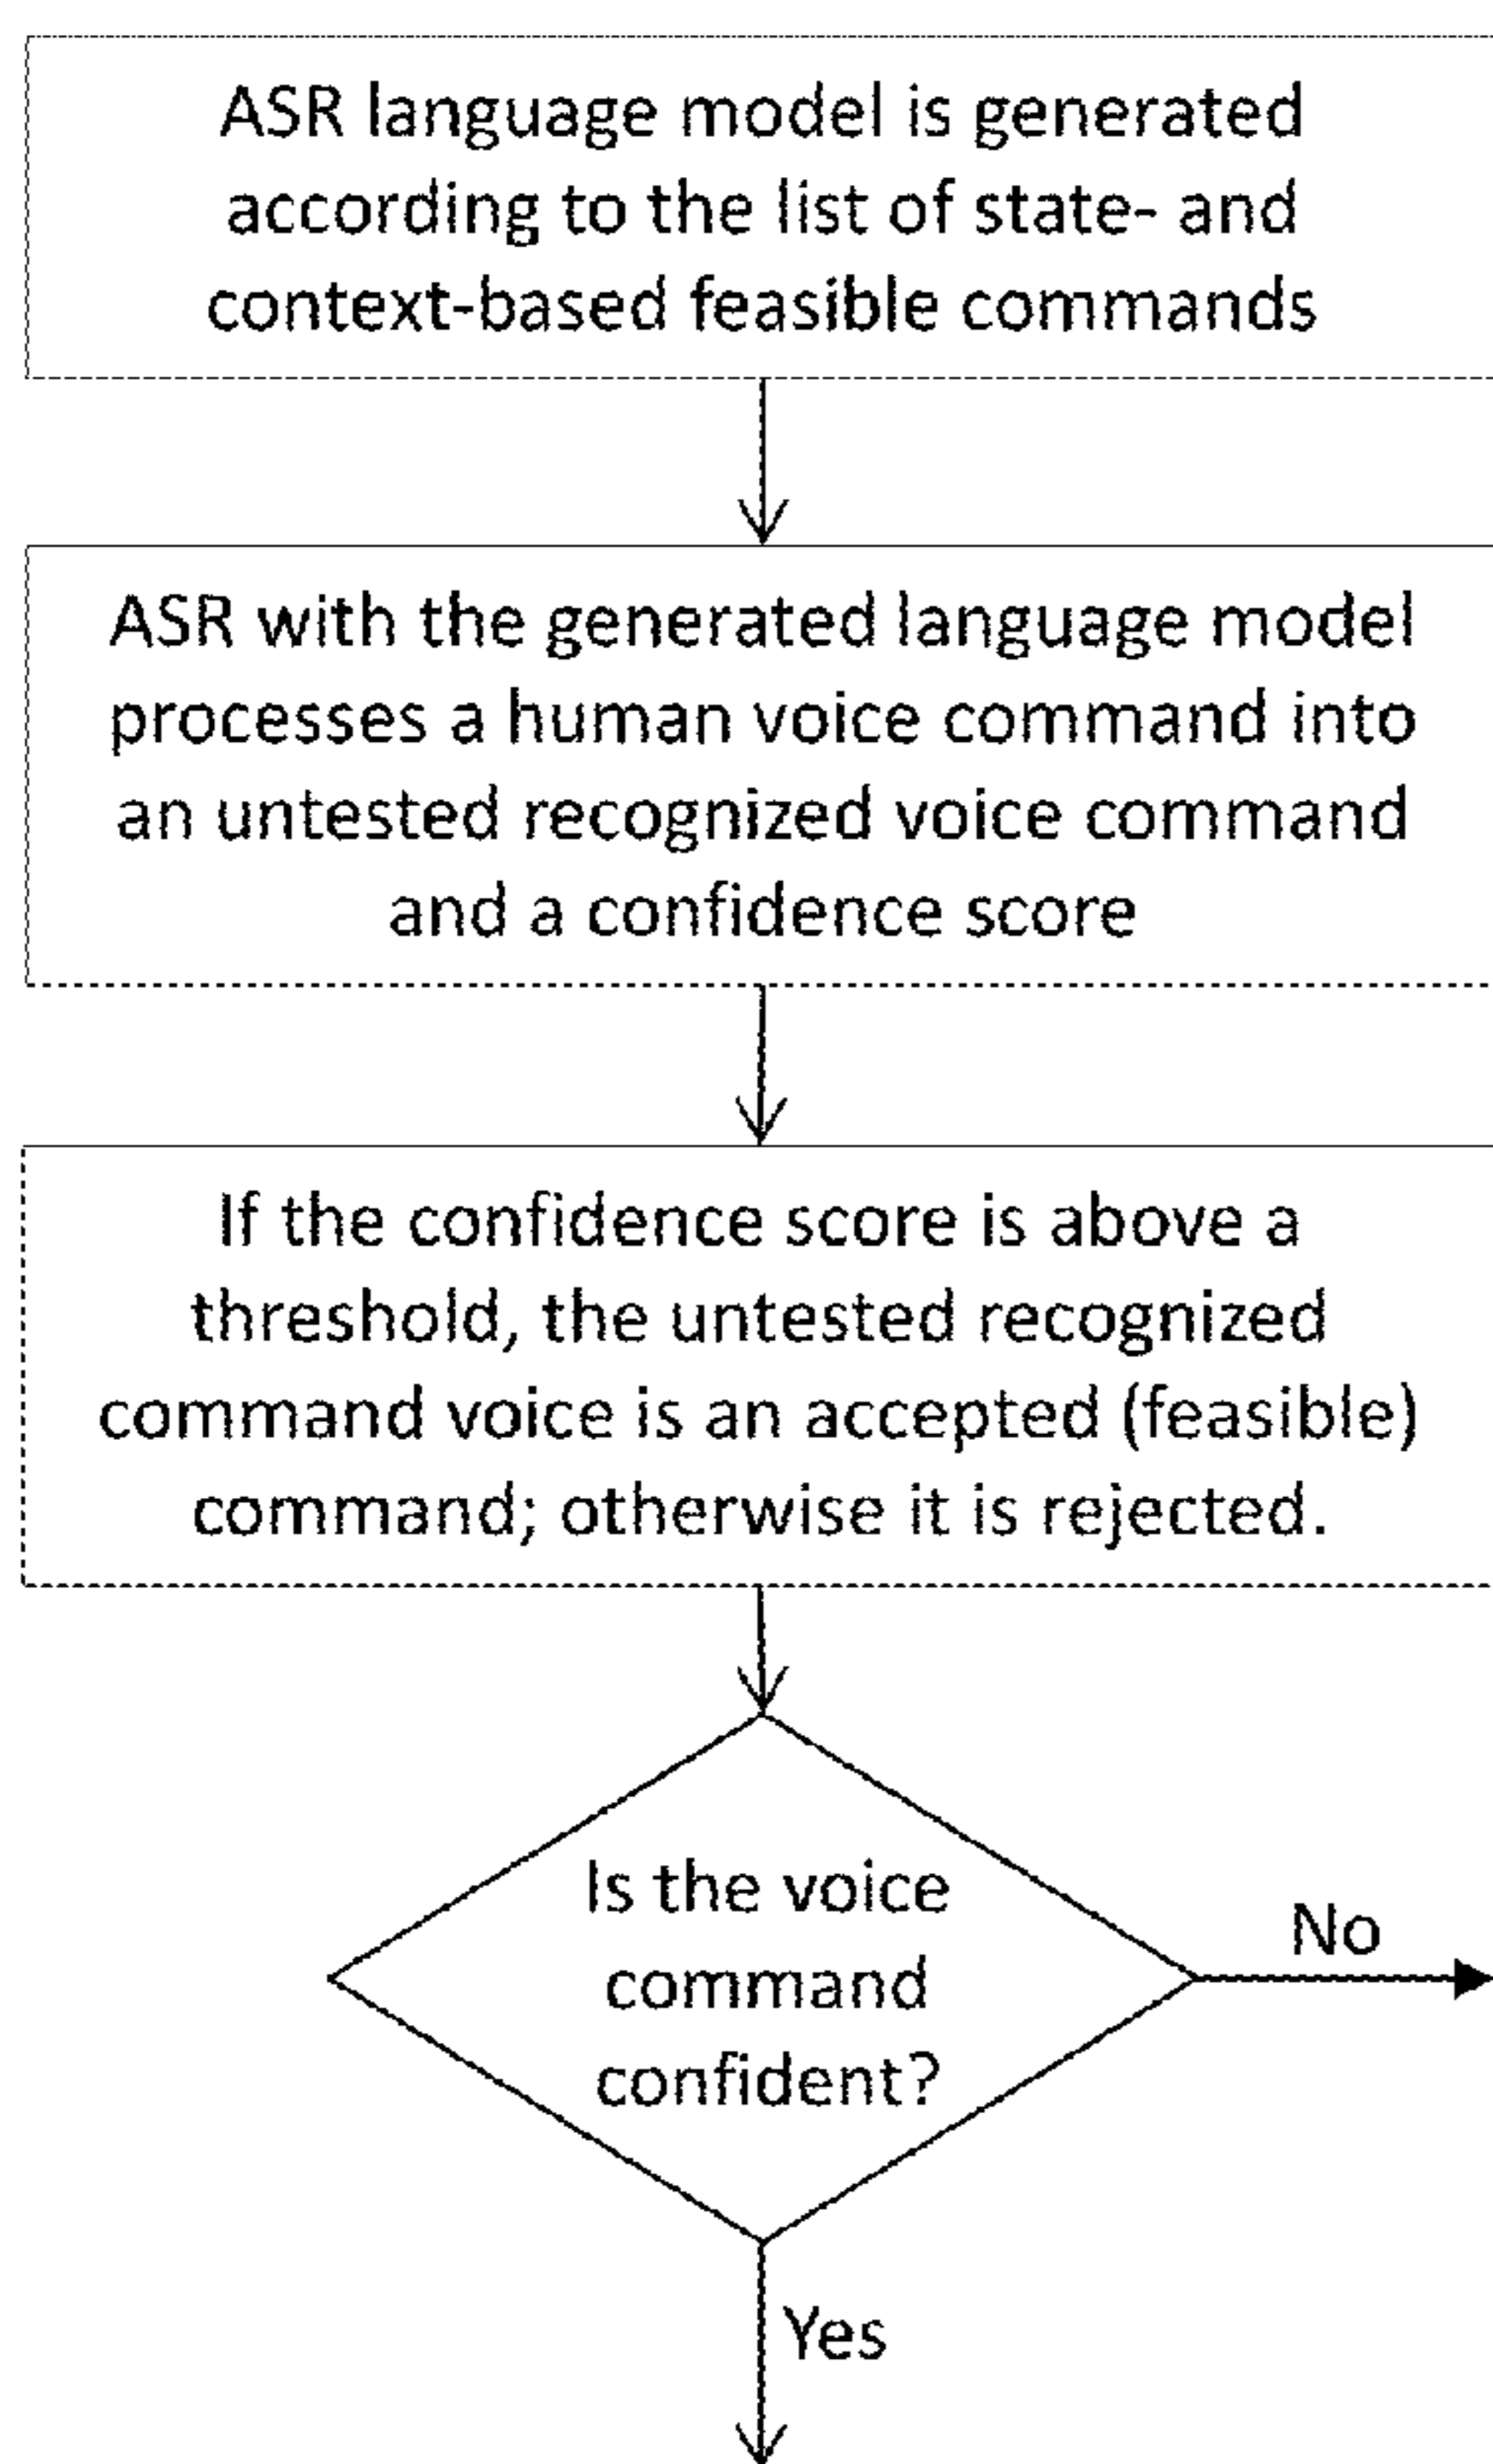 ASR language model is generated
according to the list of state- and
context-based feasible commands
ASR with the generated language model
processes a human voice command into
an untested recognized voice command
and a confidence score
If the confidence score is above a
threshold, the untested recognized
command voice is an accepted (feasible)
command; otherwise it is rejected.
Is the voice
command
confident?
No
Yes